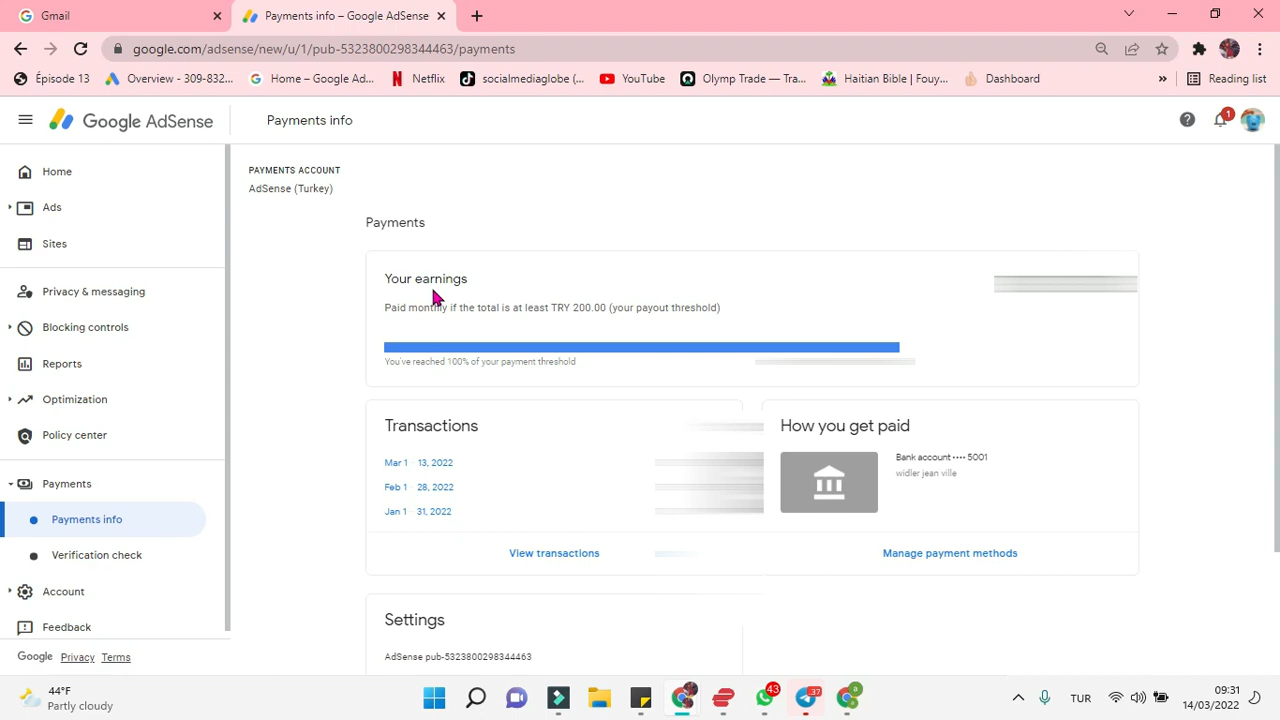 Gmail
Payments info – Google AdSense
google.com/adsense/new/u/1/pub-5323800298344463/payments
Épisode 13
Overview - 309-832...
Home – Google Ad...
Netflix
socialmediaglobe (...
YouTube
Olymp Trade — Tra...
Haitian Bible | Fouy...
Dashboard
»
Reading list
Google AdSense
Payments info
1
Home
Ads
Sites
Privacy & messaging
Blocking controls
Reports
Optimization
Policy center
Payments
Payments info
Verification check
Account
Feedback
Google Privacy Terms
PAYMENTS ACCOUNT
AdSense (Turkey)
Payments
Your earnings
Paid monthly if the total is at least TRY 200.00 (your payout threshold)
You've reached 100% of your payment threshold
Transactions
Mar 1 13, 2022
Feb 1 28, 2022
Jan 1 31, 2022
View transactions
How you get paid
Bank account •••• 5001
widler jean ville
Manage payment methods
Settings
AdSense pub-5323800298344463
44°F
Partly cloudy
43
37
a
TUR
09:31
14/03/2022